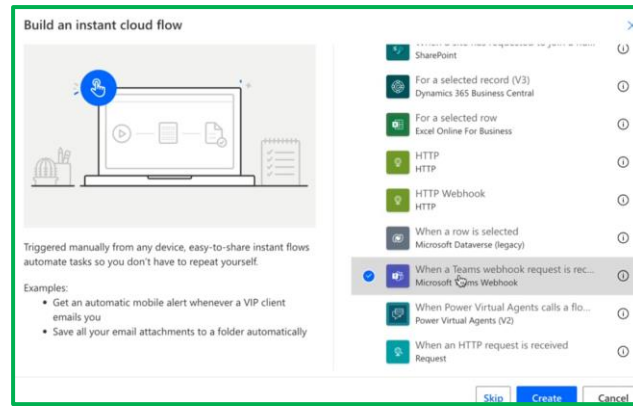 Build an instant cloud flow
Triggered manually from any device, easy-to-share instant flows
automate tasks so you don't have to repeat yourself.
Examples:
Get an automatic mobile alert whenever a VIP client
emails you
Save all your email attachments to a folder automatically
SharePoint
For a selected record (V3)
Dynamics 365 Business Central
For a selected row
Excel Online For Business
HTTP
HTTP
HTTP Webhook
HTTP
When a row is selected
Microsoft Dataverse (legacy)
When a Teams webhook request is rec...
Microsoft Teams Webhook
When Power Virtual Agents calls a flo...
Power Virtual Agents (V2)
When an HTTP request is received
Request
Skip
Create
Cancel